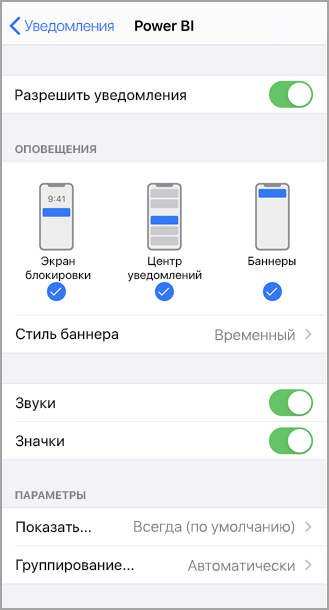 Уведомления Power BI
Разрешить уведомления
ОПОВЕЩЕНИЯ
9:41
Экран блокировки
Центр уведомлений
Баннеры
Стиль баннера Временный
Звуки
Значки
ПАРАМЕТРЫ
Показать... Всегда (по умолчанию)
Группирование... Автоматически